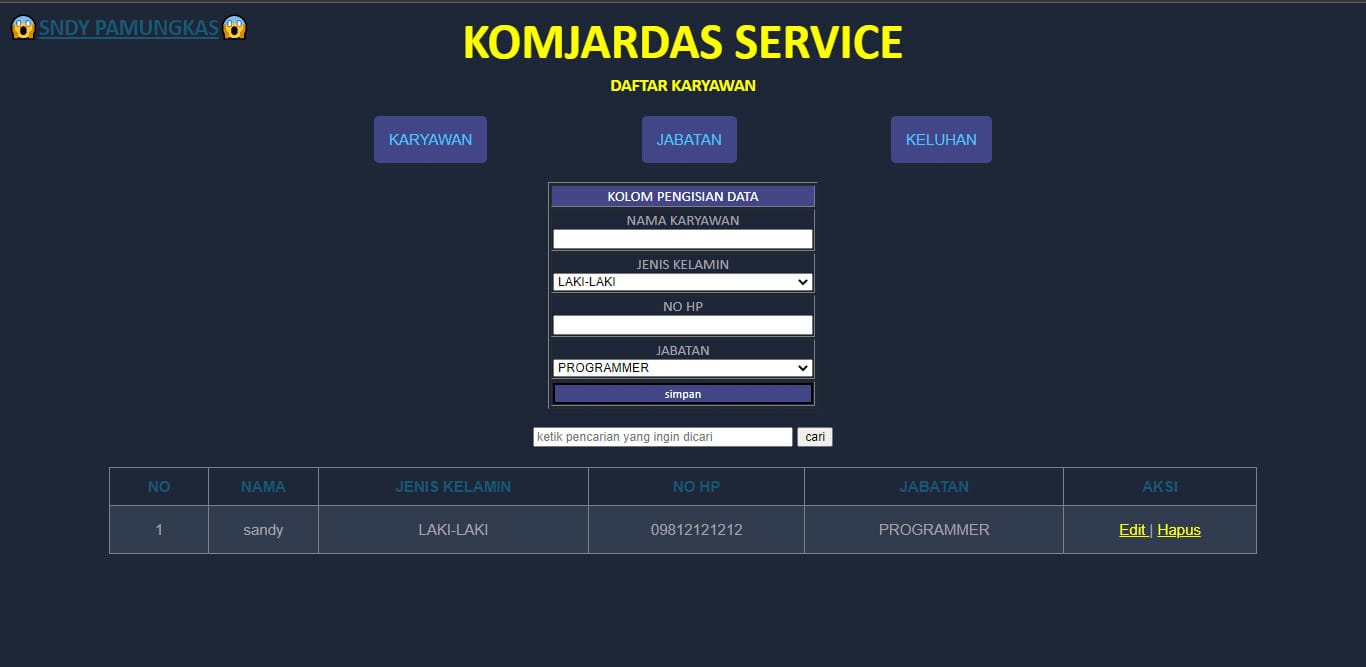 😱SNDY PAMUNGKAS😱
KOMJARDAS SERVICE
DAFTAR KARYAWAN
KARYAWAN JABATAN KELUHAN
KOLOM PENGISIAN DATA
NAMA KARYAWAN
JENIS KELAMIN
LAKI-LAKI
NO HP
JABATAN
PROGRAMMER
simpan
ketik pencarian yang ingin dicari cari
NO NAMA JENIS KELAMIN NO HP JABATAN AKSI
1 sandy LAKI-LAKI 09812121212 PROGRAMMER Edit | Hapus